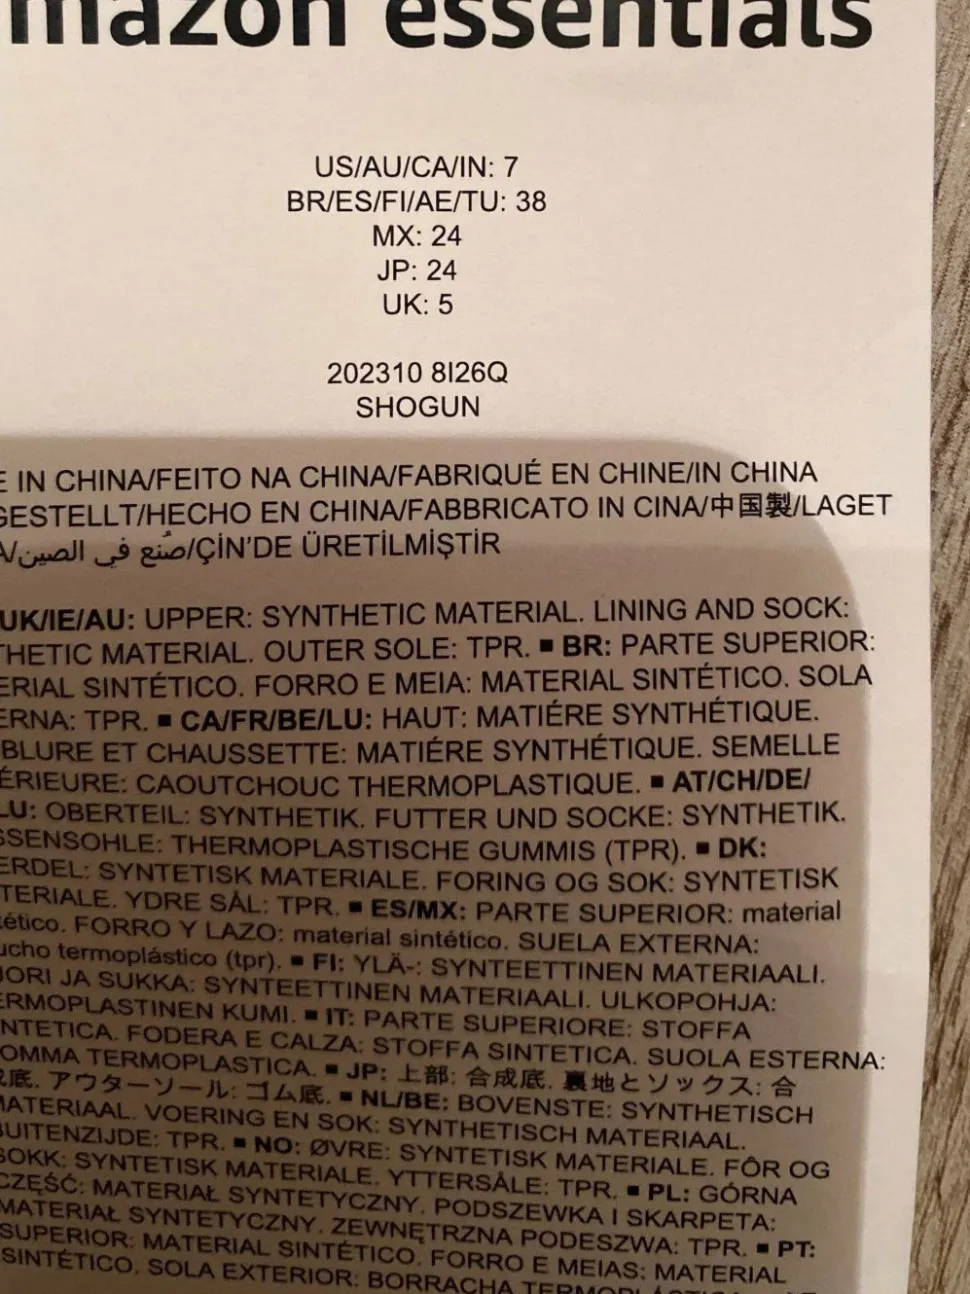 mazon essentials
US/AU/CA/IN: 7
BR/ES/FI/AE/TU: 38
MX: 24
JP: 24
UK: 5
202310 8I26Q
SHOGUN
E IN CHINA/FEITO NA CHINA/FABRIQUÉ EN CHINE/IN CHINA
GESTELLT/HECHO EN CHINA/FABBRICATO IN CINA/中国製/LAGET
A/صُنع في الصين/ÇİN'DE ÜRETİLMİŞTİR
UK/IE/AU: UPPER: SYNTHETIC MATERIAL. LINING AND SOCK:
THETIC MATERIAL. OUTER SOLE: TPR. ■ BR: PARTE SUPERIOR:
ERIAL SINTÉTICO. FORRO E MEIA: MATERIAL SINTÉTICO. SOLA
ERNA: TPR. ■ CA/FR/BE/LU: HAUT: MATIÉRE SYNTHÉTIQUE.
BLURE ET CHAUSSETTE: MATIÉRE SYNTHÉTIQUE. SEMELLE
ÉRIEURE: CAOUTCHOUC THERMOPLASTIQUE. ■ AT/CH/DE/
LU: OBERTEIL: SYNTHETIK. FUTTER UND SOCKE: SYNTHETIK.
SSENSOHLE: THERMOPLASTISCHE GUMMIS (TPR). ■ DK:
ERDEL: SYNTETISK MATERIALE. FORING OG SOK: SYNTETISK
TERIALE. YDRE SÅL: TPR. ■ ES/MX: PARTE SUPERIOR: material
tético. FORRO Y LAZO: material sintético. SUELA EXTERNA:
ucho termoplástico (tpr). ■ FI: YLÄ-: SYNTEETTINEN MATERIAALI.
UORI JA SUKKA: SYNTEETTINEN MATERIAALI. ULKOPOHJA:
ERMOPLASTINEN KUMI. ■ IT: PARTE SUPERIORE: STOFFA
NTETICA. FODERA E CALZA: STOFFA SINTETICA. SUOLA ESTERNA:
OMMA TERMOPLASTICA. ■ JP: 上部: 合成底. 裏地とソックス: 合
成底. アウターソール: ゴム底. ■ NL/BE: BOVENSTE: SYNTHETISCH
MATERIAAL. VOERING EN SOK: SYNTHETISCH MATERIAAL.
BUITENZIJDE: TPR. ■ NO: ØVRE: SYNTETISK MATERIALE. FÔR OG
SOKK: SYNTETISK MATERIALE. YTTERSÅLE: TPR. ■ PL: GÓRNA
CZĘŚĆ: MATERIAŁ SYNTETYCZNY. PODSZEWKA I SKARPETA:
MATERIAŁ SYNTETYCZNY. ZEWNĘTRZNA PODESZWA: TPR. ■ PT:
SUPERIOR: MATERIAL SINTÉTICO. FORRO E MEIAS: MATERIAL
SINTÉTICO. SOLA EXTERIOR: BORRACHA